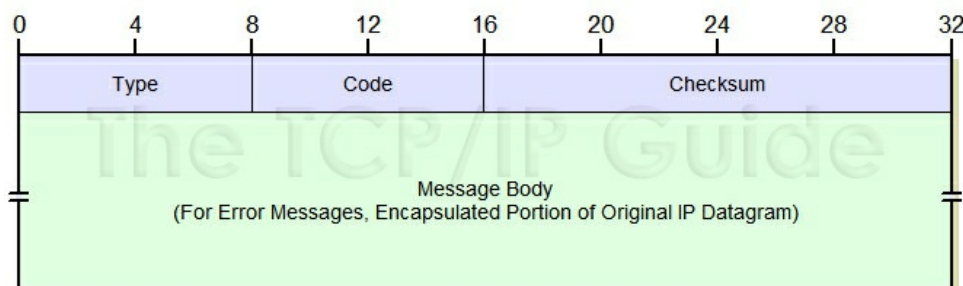 0 4 8 12 16 20 24 28 32
Type Code Checksum
The TCP/IP Guide
Message Body
(For Error Messages, Encapsulated Portion of Original IP Datagram)